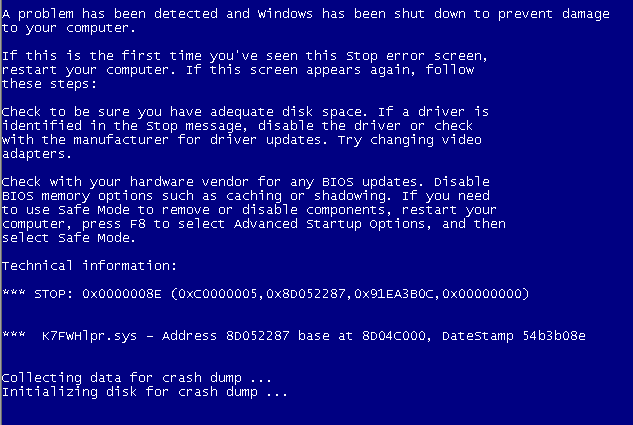 A problem has been detected and Windows has been shut down to prevent damage
to your computer.
If this is the first time you've seen this Stop error screen,
restart your computer. If this screen appears again, follow
these steps:
Check to be sure you have adequate disk space. If a driver is
identified in the Stop message, disable the driver or check
with the manufacturer for driver updates. Try changing video
adapters.
Check with your hardware vendor for any BIOS updates. Disable
BIOS memory options such as caching or shadowing. If you need
to use Safe Mode to remove or disable components, restart your
computer, press F8 to select Advanced Startup Options, and then
select Safe Mode.
Technical information:
*** STOP: 0x0000008E (0xC0000005,0x8D052287,0x91EA3B0C,0x00000000)
***  K7FWHlpr.sys - Address 8D052287 base at 8D04C000, DateStamp 54b3b08e
Collecting data for crash dump ...
Initializing disk for crash dump ...